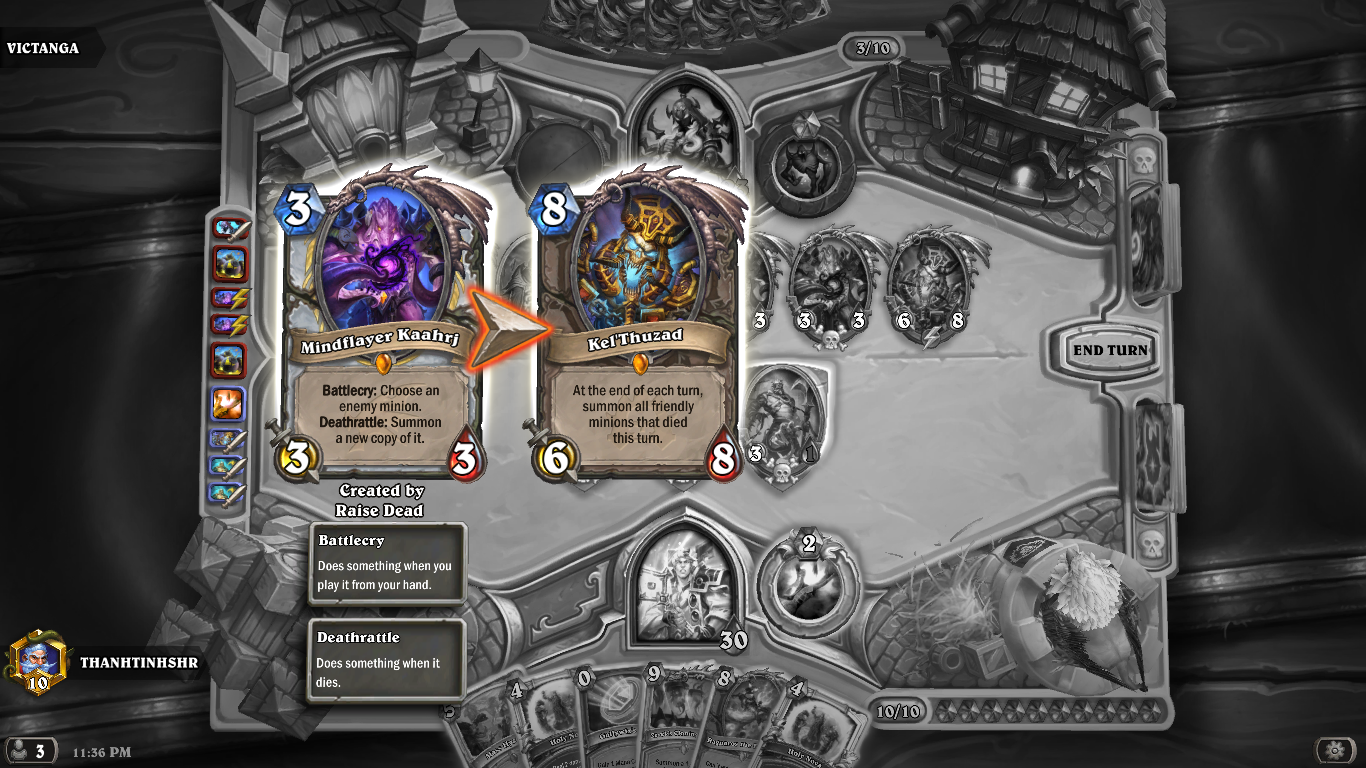 VICTANGA
3/10
3
8
Mindflayer Kaahrj
Kel'Thuzad
Battlecry: Choose an
enemy minion.
Deathrattle: Summon
a new copy of it.
At the end of each turn,
summon all friendly
minions that died
this turn.
3
3
6
8
3
3
3
6
8
END TURN
3
1
Created by
Raise Dead
Battlecry
Does something when you
play it from your hand.
Deathrattle
Does something when it
dies.
2
30
THANHTINHSHR
10
4
0
9
8
4
10/10
3
11:36 PM